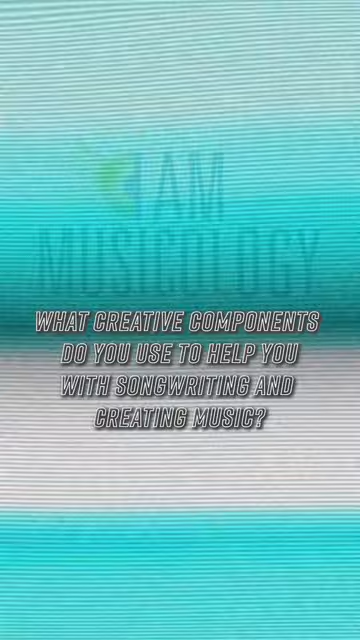 I AM
MUSICOLOGY
WHAT CREATIVE COMPONENTS
DO YOU USE TO HELP YOU
WITH SONGWRITING AND
CREATING MUSIC?